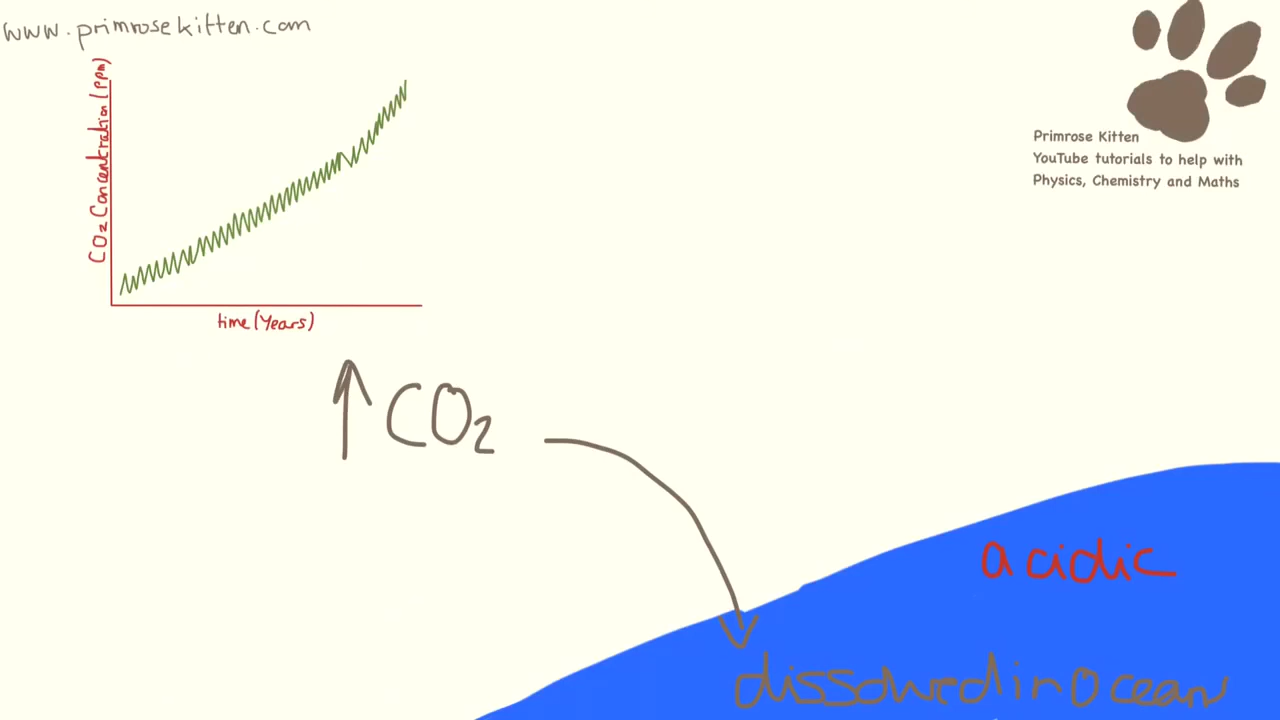 www.primrosekitten.com
CO2 Concentration (ppm)
time (Years)
Primrose Kitten
YouTube tutorials to help with
Physics, Chemistry and Maths
↑ CO2
acidic
dissolved in Ocean